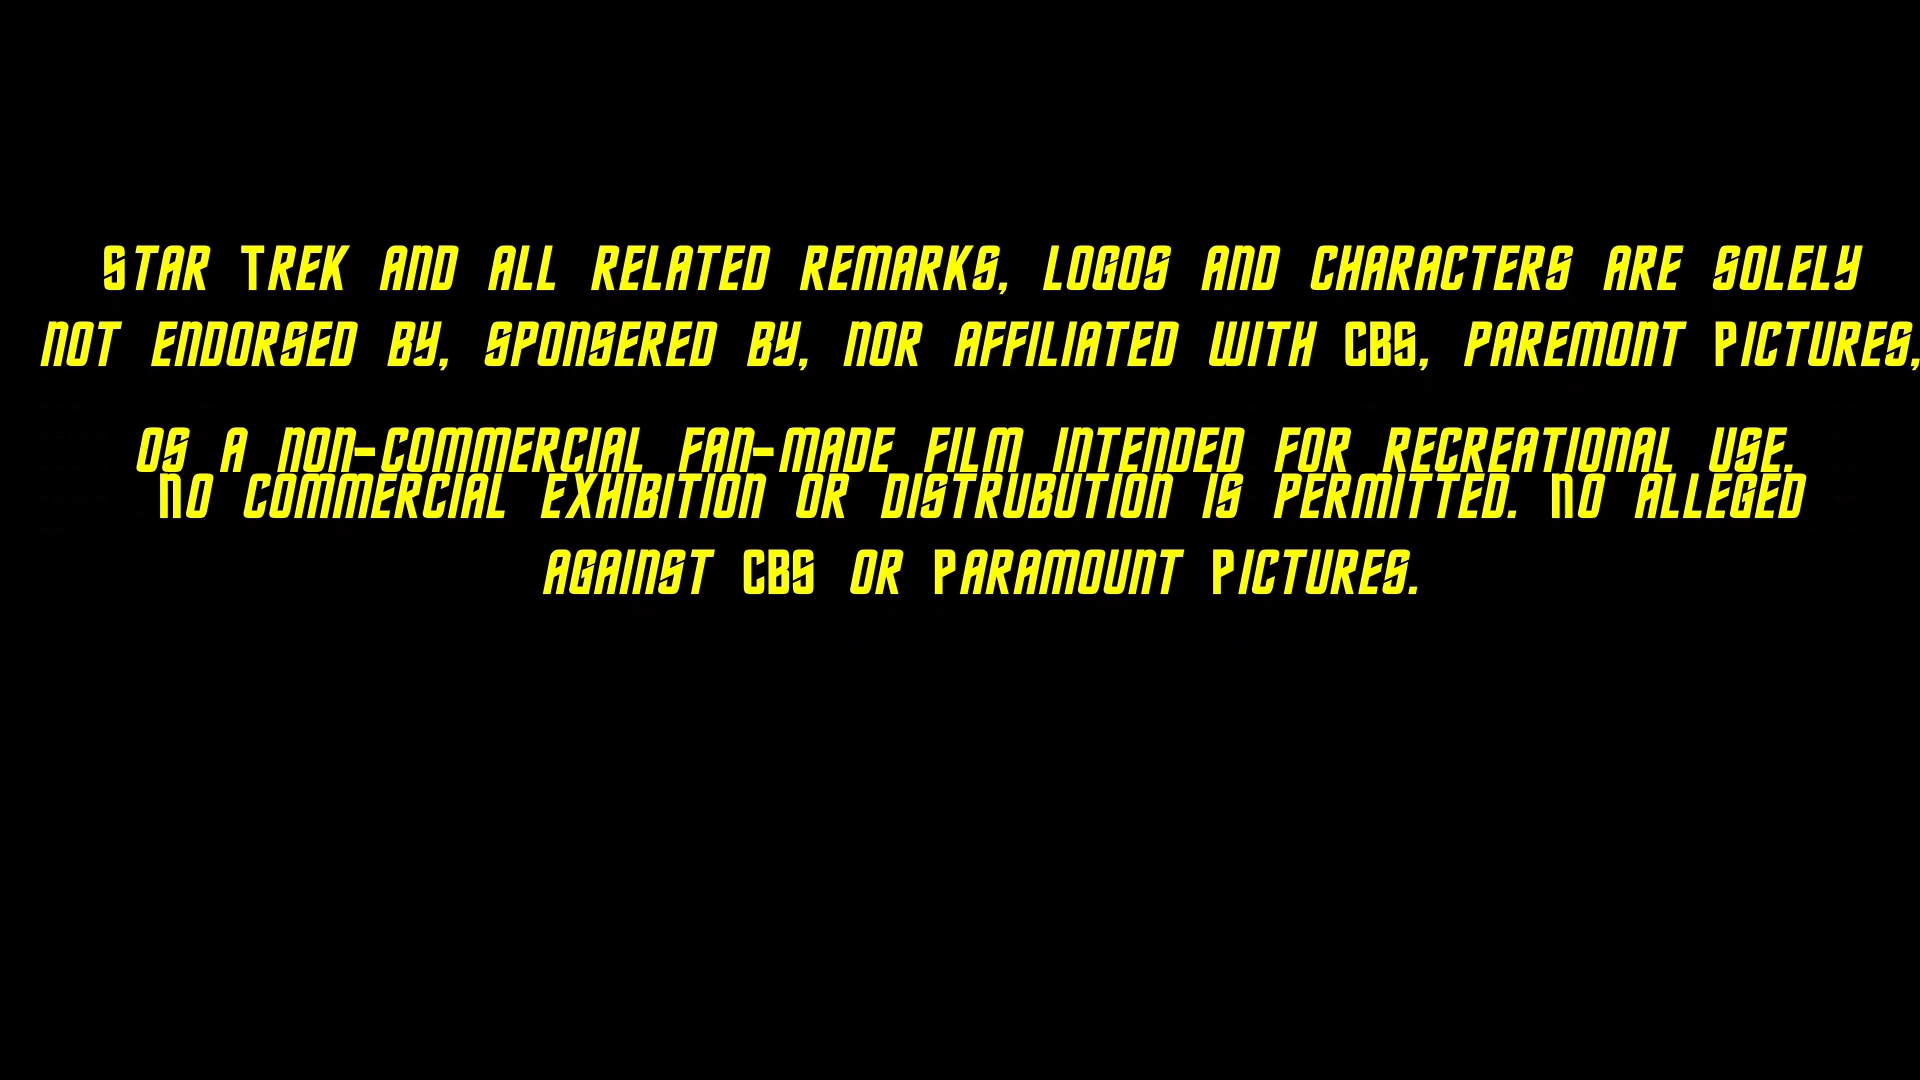 Star Trek and all related remarks, logos and characters are solely
not endorsed by, sponsered by, nor affiliated with CBS, paremont Pictures,
os a non-commercial fan-made film intended for recreational use.
No commercial exhibition or distrubution is permitted. No alleged
against CBS or Paramount Pictures.